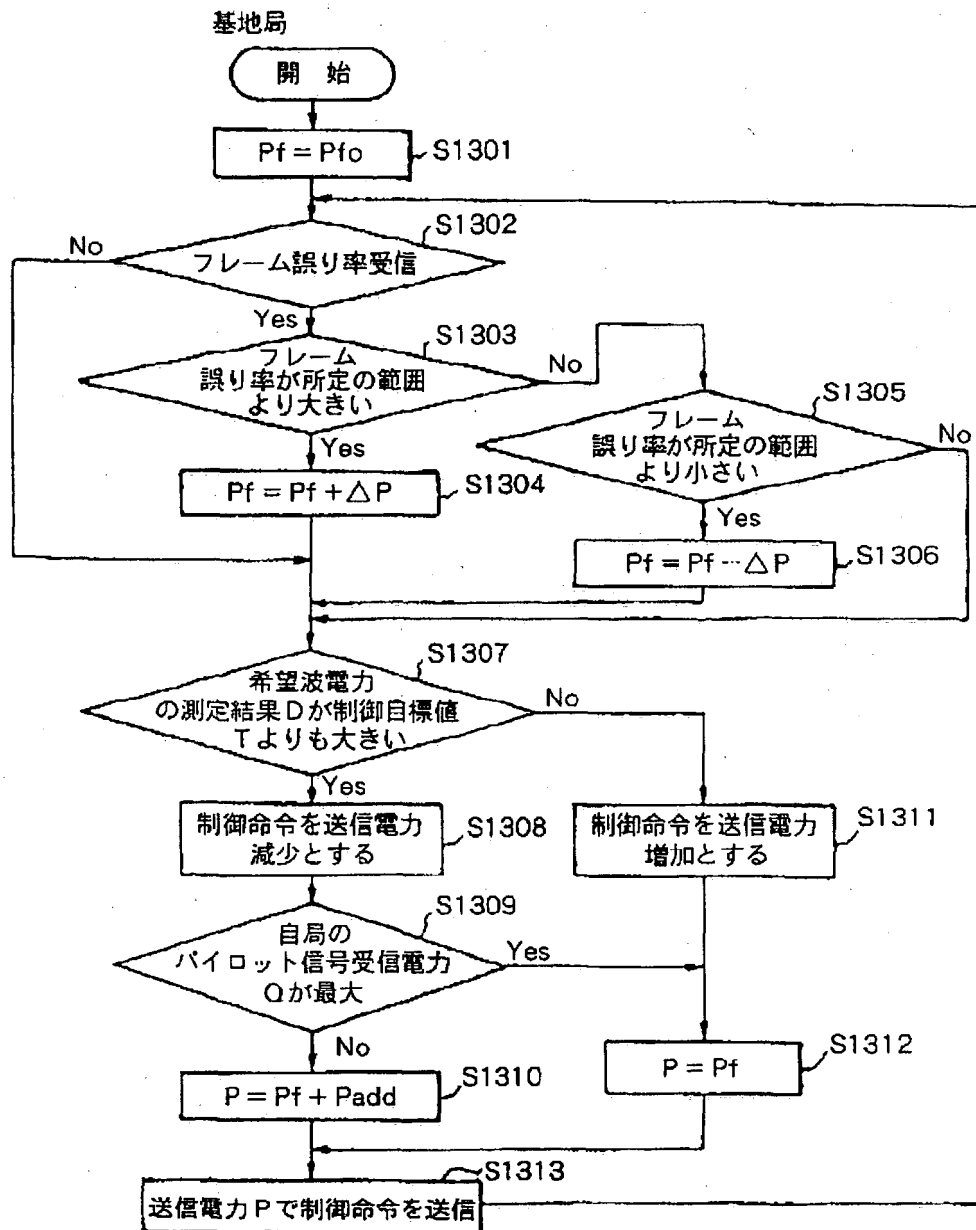 基地局
開 始
Pf = Pfo
S1301
S1302
No
フレーム誤り率受信
Yes
S1303
フレーム
誤り率が所定の範囲
より大きい
No
S1305
フレーム
誤り率が所定の範囲
より小さい
No
Yes
Pf = Pf + △P
S1304
Yes
Pf = Pf - △P
S1306
S1307
希望波電力
の測定結果Dが制御目標値
Tよりも大きい
No
Yes
制御命令を送信電力
減少とする
S1308
制御命令を送信電力
増加とする
S1311
S1309
自局の
パイロット信号受信電力
Qが最大
Yes
No
P = Pf + Padd
S1310
P = Pf
S1312
S1313
送信電力Pで制御命令を送信